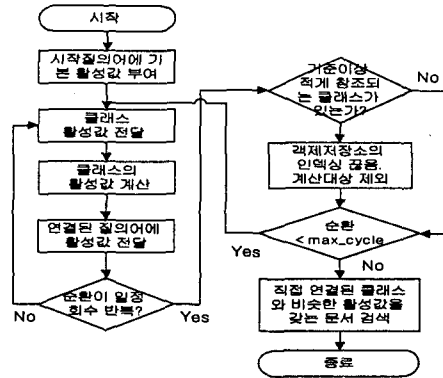 시작
시작질의어에 기
본 활성값 부여
클래스
활성값 전달
클래스의
활성값 계산
연결된 질의어에
활성값 전달
순환이 일정
회수 반복?
No
Yes
기준이상
적게 참조되
는 클래스가
있는가?
No
객체저장소의
인덱싱 끊음.
계산대상 제외
순환
< max_cycle
Yes
No
직접 연결된 클래스
와 비슷한 활성값을
갖는 문서 검색
종료